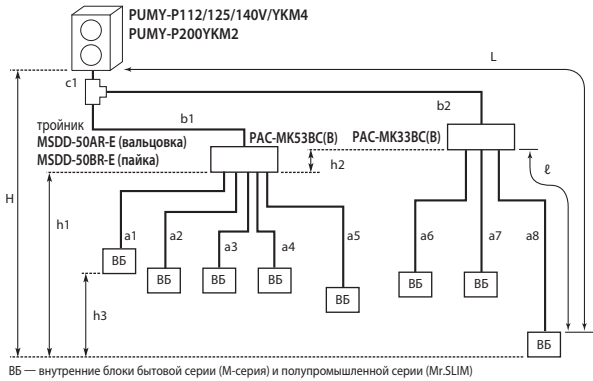 PUMY-P112/125/140V/YKM4
PUMY-P200YKM2
L
c1
b1
b2
тройник
MSDD-50AR-E (вальцовка)
MSDD-50BR-E (пайка)
PAC-MK53BC(B)
PAC-MK33BC(B)
h2
ℓ
H
h1
a1
a2
a3
a4
a5
a6
a7
a8
ВБ
ВБ
ВБ
ВБ
ВБ
ВБ
ВБ
ВБ
h3
ВБ — внутренние блоки бытовой серии (М-серия) и полупромышленной серии (Mr.SLIM)